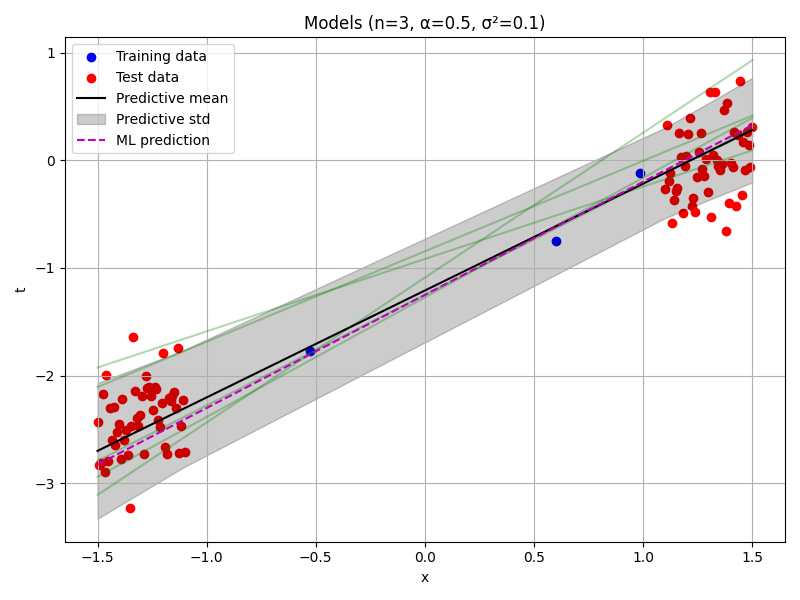 Models (n=3, α=0.5, σ²=0.1)
Training data
Test data
Predictive mean
Predictive std
ML prediction
1
0
−1
−2
−3
t
−1.5
−1.0
−0.5
0.0
0.5
1.0
1.5
x